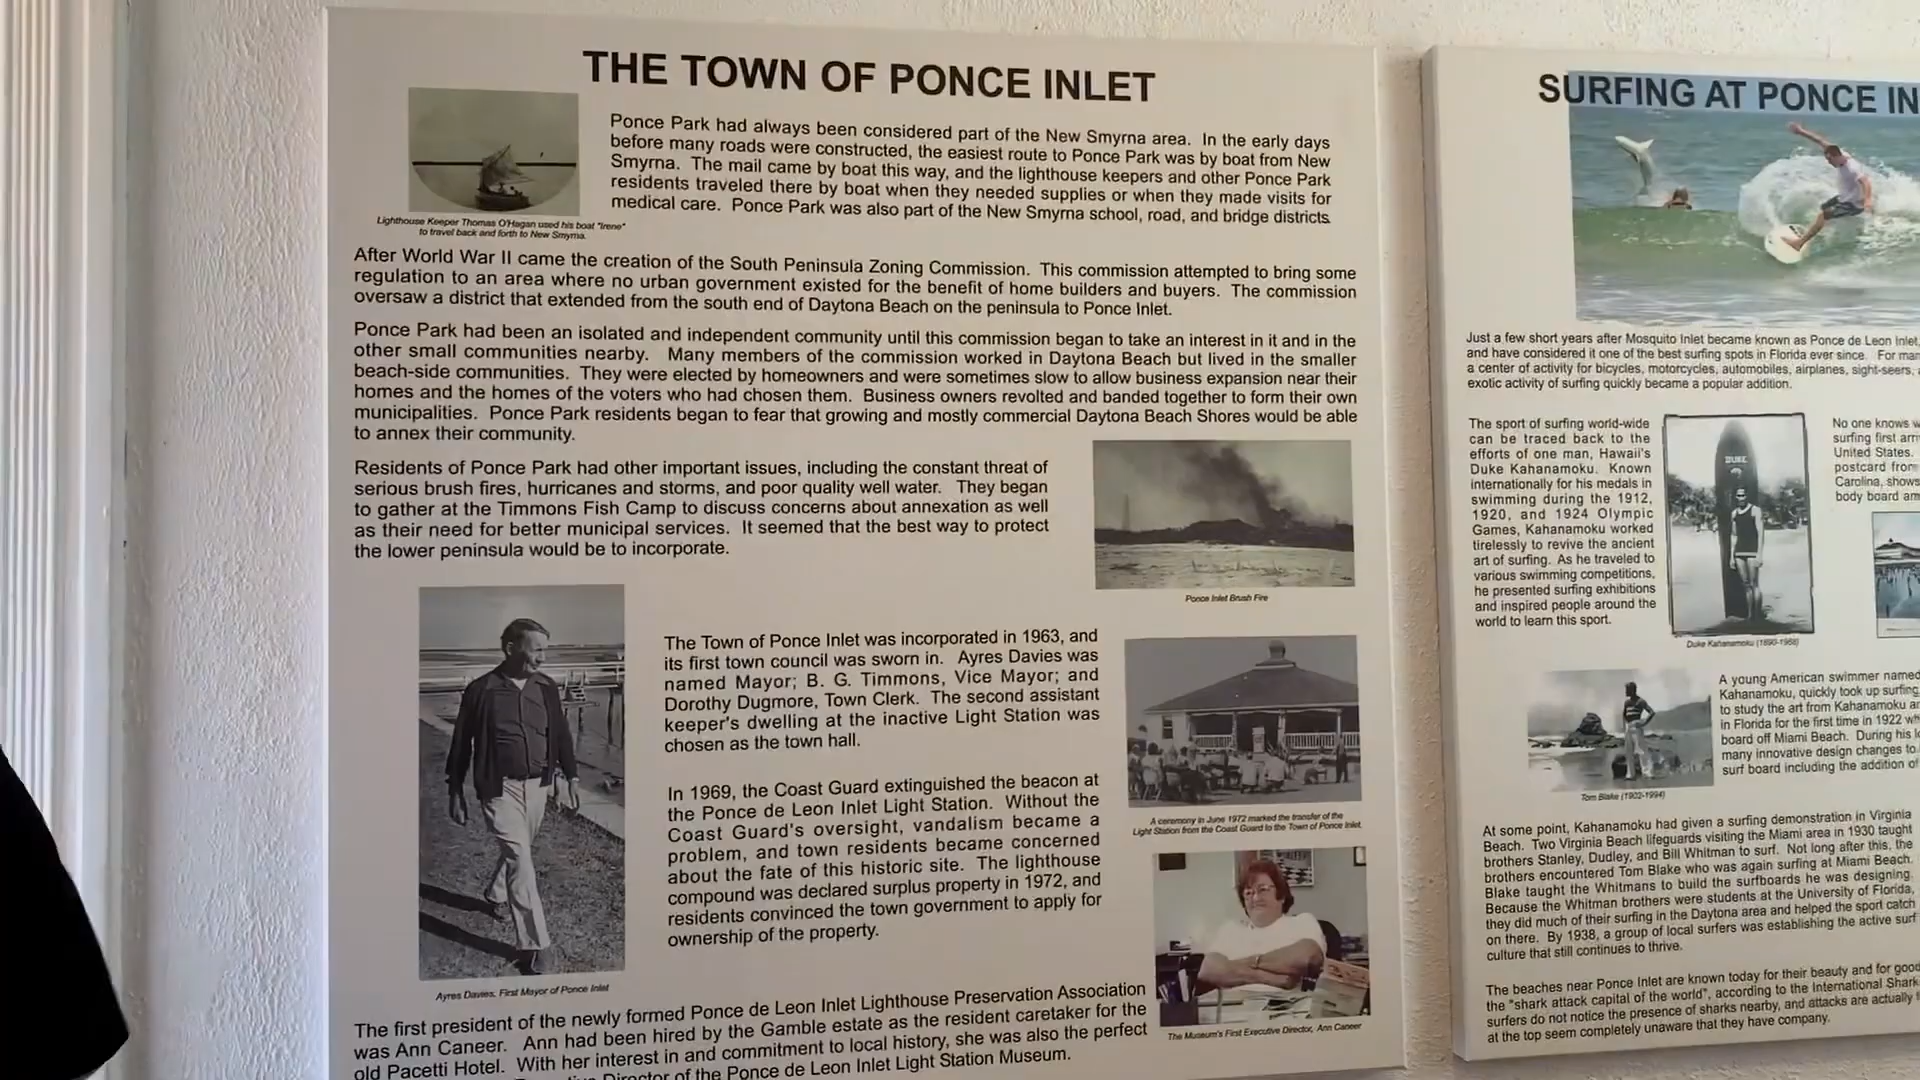 THE TOWN OF PONCE INLET
Ponce Park had always been considered part of the New Smyrna area. In the early days
before many roads were constructed, the easiest route to Ponce Park was by boat from New
Smyrna. The mail came by boat this way, and the lighthouse keepers and other Ponce Park
residents traveled there by boat when they needed supplies or when they made visits for
medical care. Ponce Park was also part of the New Smyrna school, road, and bridge districts.
Lighthouse Keeper Thomas O'Hagan used his boat "Irene"
to travel back and forth to New Smyrna.
After World War II came the creation of the South Peninsula Zoning Commission. This commission attempted to bring some
regulation to an area where no urban government existed for the benefit of home builders and buyers. The commission
oversaw a district that extended from the south end of Daytona Beach on the peninsula to Ponce Inlet.
Ponce Park had been an isolated and independent community until this commission began to take an interest in it and in the
other small communities nearby. Many members of the commission worked in Daytona Beach but lived in the smaller
beach-side communities. They were elected by homeowners and were sometimes slow to allow business expansion near their
homes and the homes of the voters who had chosen them. Business owners revolted and banded together to form their own
municipalities. Ponce Park residents began to fear that growing and mostly commercial Daytona Beach Shores would be able
to annex their community.
Residents of Ponce Park had other important issues, including the constant threat of
serious brush fires, hurricanes and storms, and poor quality well water. They began
to gather at the Timmons Fish Camp to discuss concerns about annexation as well
as their need for better municipal services. It seemed that the best way to protect
the lower peninsula would be to incorporate.
Ponce Inlet Brush Fire
The Town of Ponce Inlet was incorporated in 1963, and
its first town council was sworn in. Ayres Davies was
named Mayor; B. G. Timmons, Vice Mayor; and
Dorothy Dugmore, Town Clerk. The second assistant
keeper's dwelling at the inactive Light Station was
chosen as the town hall.
In 1969, the Coast Guard extinguished the beacon at
the Ponce de Leon Inlet Light Station. Without the
Coast Guard's oversight, vandalism became a
problem, and town residents became concerned
about the fate of this historic site. The lighthouse
compound was declared surplus property in 1972, and
residents convinced the town government to apply for
ownership of the property.
A ceremony in June 1972 marked the transfer of the
Light Station from the Coast Guard to the Town of Ponce Inlet.
Ayres Davies, First Mayor of Ponce Inlet
The Museum's First Executive Director, Ann Caneer
The first president of the newly formed Ponce de Leon Inlet Lighthouse Preservation Association
was Ann Caneer. Ann had been hired by the Gamble estate as the resident caretaker for the
old Pacetti Hotel. With her interest in and commitment to local history, she was also the perfect
Director of the Ponce de Leon Inlet Light Station Museum.
SURFING AT PONCE IN
Just a few short years after Mosquito Inlet became known as Ponce de Leon Inlet,
and have considered it one of the best surfing spots in Florida ever since. For man
a center of activity for bicycles, motorcycles, automobiles, airplanes, sight-seers,
exotic activity of surfing quickly became a popular addition.
The sport of surfing world-wide
can be traced back to the
efforts of one man, Hawaii's
Duke Kahanamoku. Known
internationally for his medals in
swimming during the 1912,
1920, and 1924 Olympic
Games, Kahanamoku worked
tirelessly to revive the ancient
art of surfing. As he traveled to
various swimming competitions,
he presented surfing exhibitions
and inspired people around the
world to learn this sport.
DUKE
Duke Kahanamoku (1890-1968)
No one knows w
surfing first arri
United States.
postcard from
Carolina, shows
body board am
Tom Blake (1902-1994)
A young American swimmer named
Kahanamoku, quickly took up surfing
to study the art from Kahanamoku an
in Florida for the first time in 1922 wh
board off Miami Beach. During his l
many innovative design changes to
surf board including the addition of
At some point, Kahanamoku had given a surfing demonstration in Virginia
Beach. Two Virginia Beach lifeguards visiting the Miami area in 1930 taught
brothers Stanley, Dudley, and Bill Whitman to surf. Not long after this, the
brothers encountered Tom Blake who was again surfing at Miami Beach.
Blake taught the Whitmans to build the surfboards he was designing.
Because the Whitman brothers were students at the University of Florida,
they did much of their surfing in the Daytona area and helped the sport catch
on there. By 1938, a group of local surfers was establishing the active surf
culture that still continues to thrive.
The beaches near Ponce Inlet are known today for their beauty and for good
the "shark attack capital of the world", according to the International Shark
surfers do not notice the presence of sharks nearby, and attacks are actually
at the top seem completely unaware that they have company.